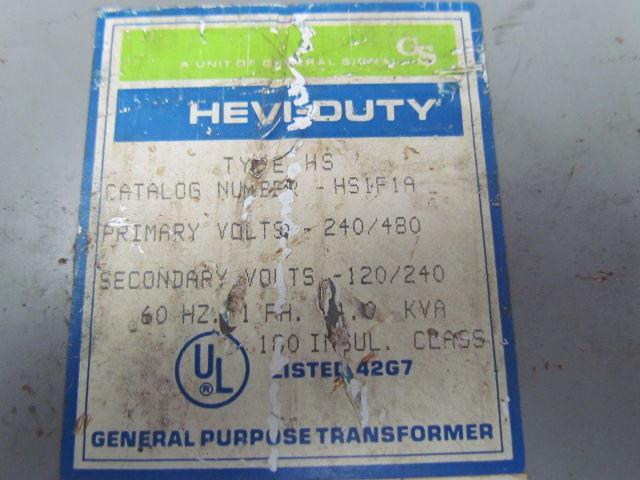 GS
A UNIT OF GENERAL SIGNAL
HEVI-DUTY
TYPE HS
CATALOG NUMBER - HS1F1A
PRIMARY VOLTS - 240/480
SECONDARY VOLTS -120/240
60 HZ. 1 PH. KVA
INSUL. CLASS
UL ®
LISTED 42G7
GENERAL PURPOSE TRANSFORMER